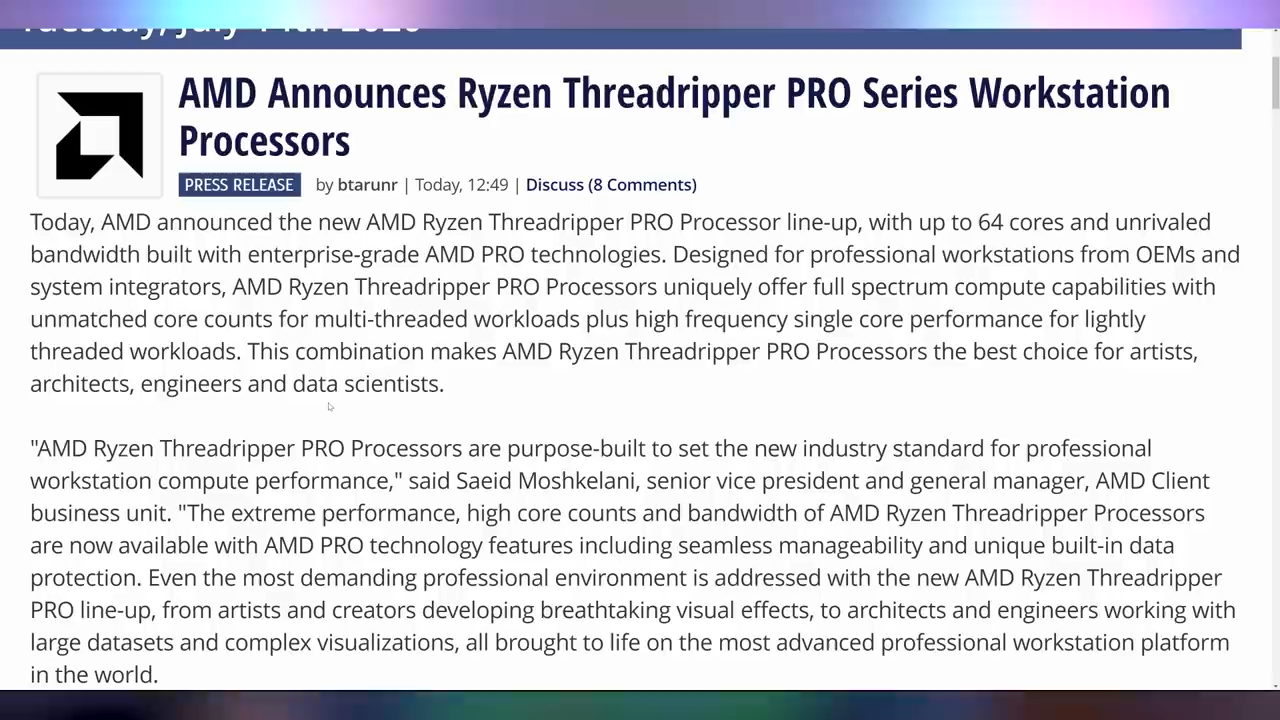 Tuesday, July 14th 2020
AMD Announces Ryzen Threadripper PRO Series Workstation
Processors
PRESS RELEASE by btarunr | Today, 12:49 | Discuss (8 Comments)
Today, AMD announced the new AMD Ryzen Threadripper PRO Processor line-up, with up to 64 cores and unrivaled
bandwidth built with enterprise-grade AMD PRO technologies. Designed for professional workstations from OEMs and
system integrators, AMD Ryzen Threadripper PRO Processors uniquely offer full spectrum compute capabilities with
unmatched core counts for multi-threaded workloads plus high frequency single core performance for lightly
threaded workloads. This combination makes AMD Ryzen Threadripper PRO Processors the best choice for artists,
architects, engineers and data scientists.
"AMD Ryzen Threadripper PRO Processors are purpose-built to set the new industry standard for professional
workstation compute performance," said Saeid Moshkelani, senior vice president and general manager, AMD Client
business unit. "The extreme performance, high core counts and bandwidth of AMD Ryzen Threadripper Processors
are now available with AMD PRO technology features including seamless manageability and unique built-in data
protection. Even the most demanding professional environment is addressed with the new AMD Ryzen Threadripper
PRO line-up, from artists and creators developing breathtaking visual effects, to architects and engineers working with
large datasets and complex visualizations, all brought to life on the most advanced professional workstation platform
in the world.